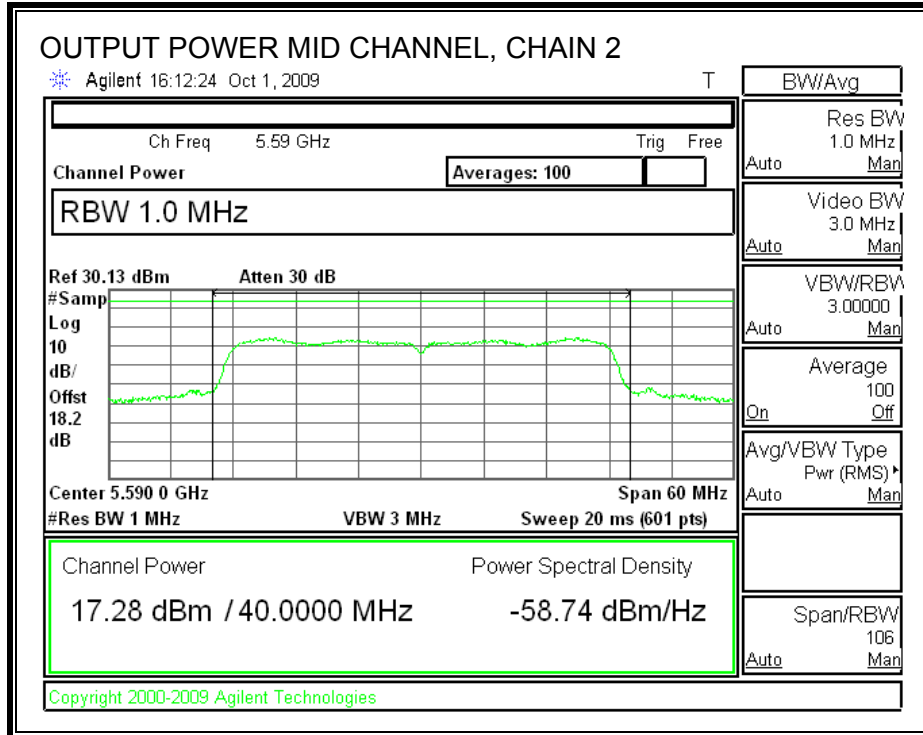 OUTPUT POWER MID CHANNEL, CHAIN 2
Agilent 16:12:24 Oct 1, 2009 T
Ch Freq 5.59 GHz Trig Free
Channel Power Averages: 100
RBW 1.0 MHz
Ref 30.13 dBm Atten 30 dB
#Samp
Log
10
dB/
Offst
18.2
dB
Center 5.590 0 GHz Span 60 MHz
#Res BW 1 MHz VBW 3 MHz Sweep 20 ms (601 pts)
Channel Power Power Spectral Density
17.28 dBm / 40.0000 MHz -58.74 dBm/Hz
Copyright 2000-2009 Agilent Technologies
BW/Avg
Res BW
1.0 MHz
Auto Man
Video BW
3.0 MHz
Auto Man
VBW/RBW
3.00000
Auto Man
Average
100
On Off
Avg/VBW Type
Pwr (RMS)
Auto Man
Span/RBW
106
Auto Man